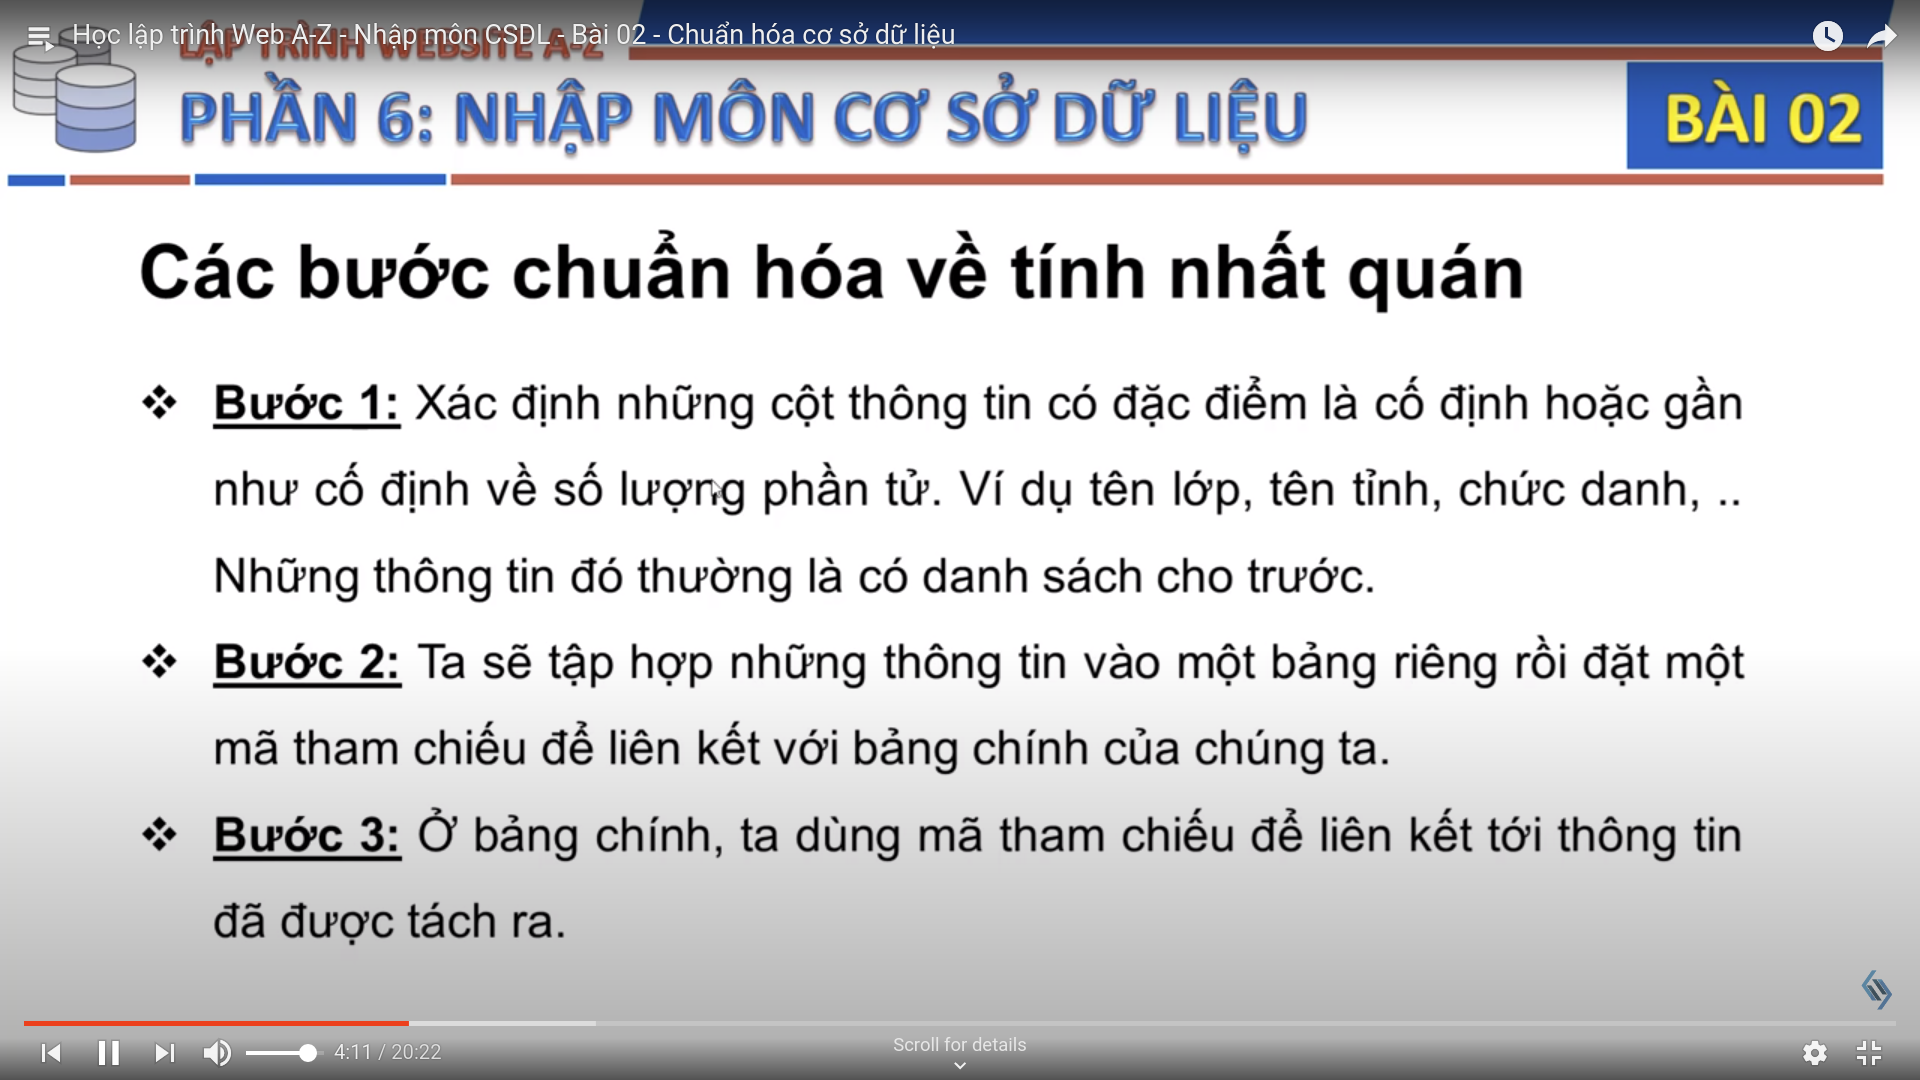 Học lập trình Web A-Z - Nhập môn CSDL - Bài 02 - Chuẩn hóa cơ sở dữ liệu
LẬP TRÌNH WEBSITE A-Z
PHẦN 6: NHẬP MÔN CƠ SỞ DỮ LIỆU
BÀI 02
Các bước chuẩn hóa về tính nhất quán
❖ Bước 1: Xác định những cột thông tin có đặc điểm là cố định hoặc gần
như cố định về số lượng phần tử. Ví dụ tên lớp, tên tỉnh, chức danh, ..
Những thông tin đó thường là có danh sách cho trước.
❖ Bước 2: Ta sẽ tập hợp những thông tin vào một bảng riêng rồi đặt một
mã tham chiếu để liên kết với bảng chính của chúng ta.
❖ Bước 3: Ở bảng chính, ta dùng mã tham chiếu để liên kết tới thông tin
đã được tách ra.
4:11 / 20:22
Scroll for details